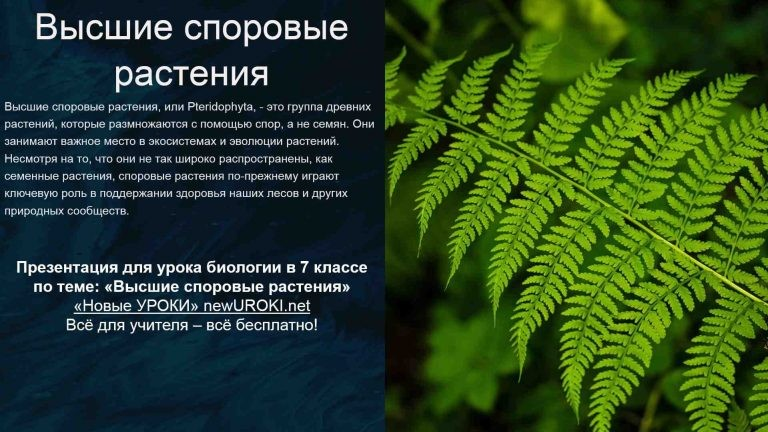 Высшие споровые
растения
Высшие споровые растения, или Pteridophyta, - это группа древних
растений, которые размножаются с помощью спор, а не семян. Они
занимают важное место в экосистемах и эволюции растений.
Несмотря на то, что они не так широко распространены, как
семенные растения, споровые растения по-прежнему играют
ключевую роль в поддержании здоровья наших лесов и других
природных сообществ.
Презентация для урока биологии в 7 классе
по теме: «Высшие споровые растения»
«Новые УРОКИ» newUROKI.net
Всё для учителя – всё бесплатно!